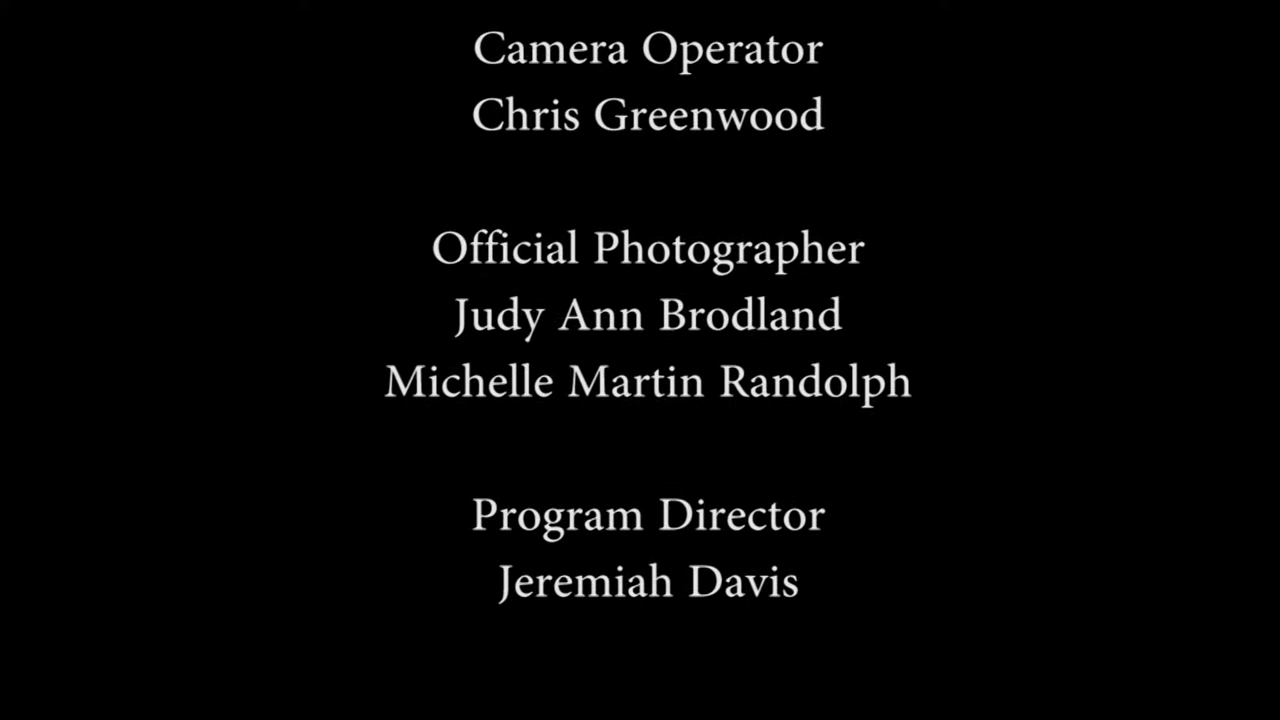 Camera Operator
Chris Greenwood
Official Photographer
Judy Ann Brodland
Michelle Martin Randolph
Program Director
Jeremiah Davis